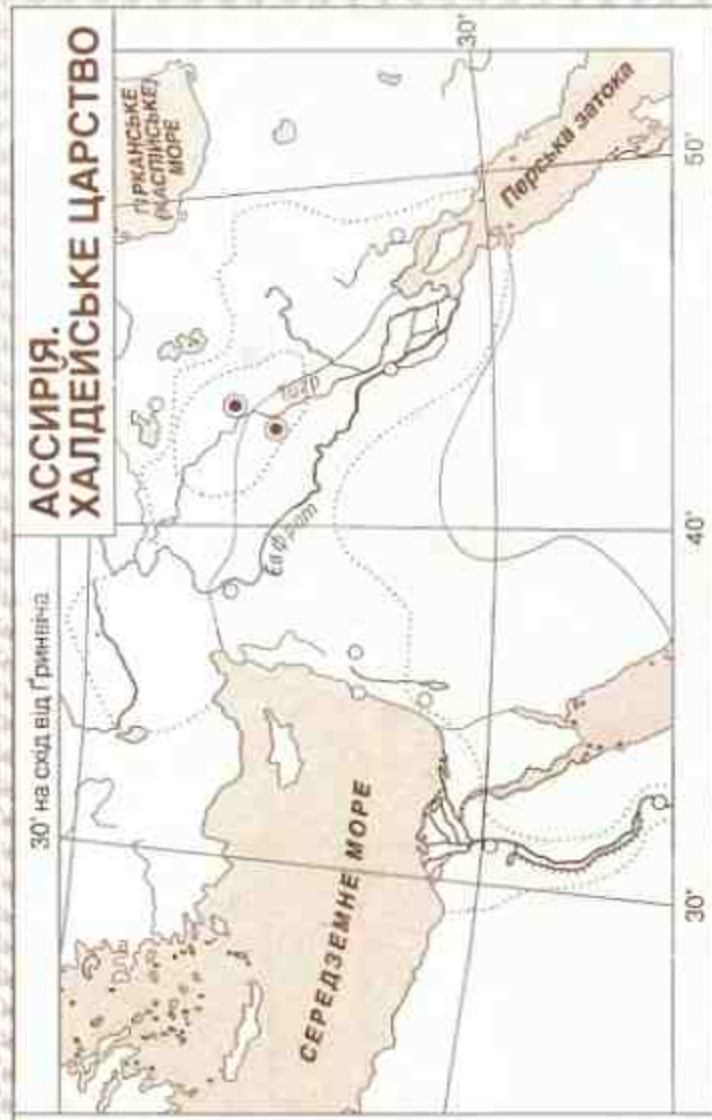 АССИРІЯ.
ХАЛДЕЙСЬКЕ ЦАРСТВО
30° на схід від Ґринвіча
ГІРКАНСЬКЕ
(КАСПІЙСЬКЕ)
МОРЕ
30°
Тигр
Євфрат
Перська затока
СЕРЕДЗЕМНЕ МОРЕ
30°
40°
50°